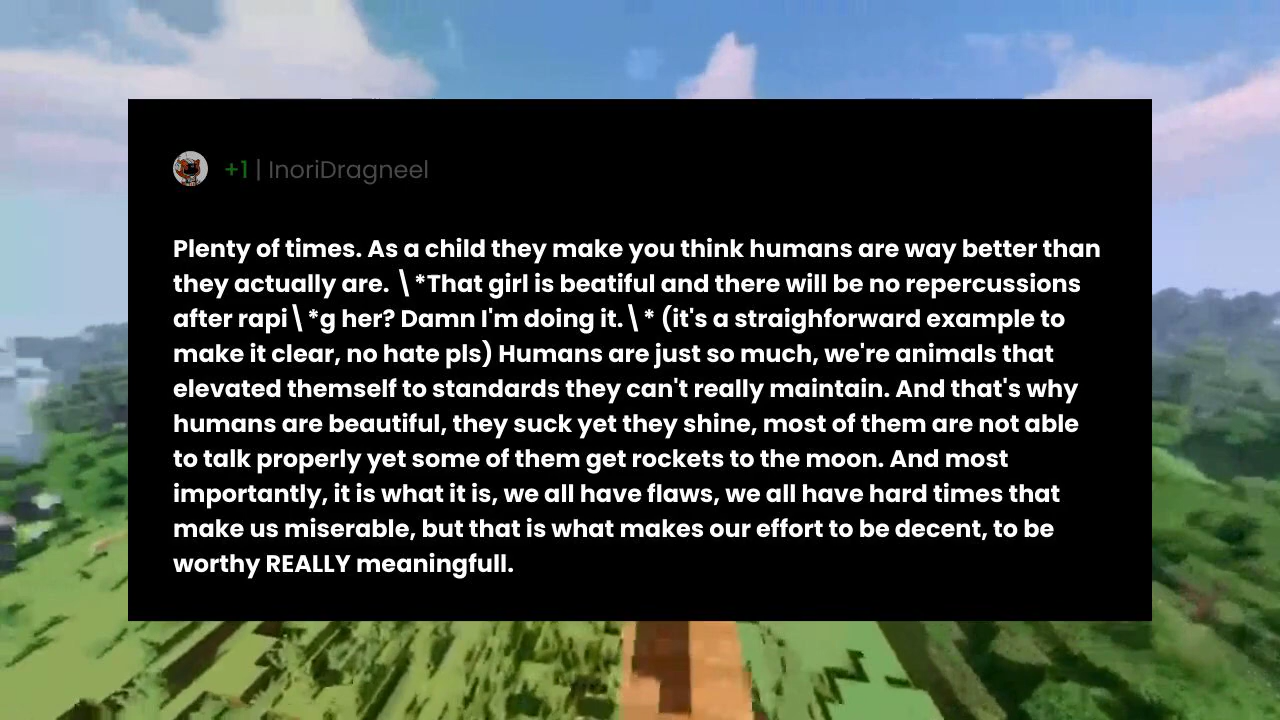 +1 | InoriDragneel
Plenty of times. As a child they make you think humans are way better than
they actually are. \*That girl is beatiful and there will be no repercussions
after rapi\*g her? Damn I'm doing it.\* (it's a straighforward example to
make it clear, no hate pls) Humans are just so much, we're animals that
elevated themself to standards they can't really maintain. And that's why
humans are beautiful, they suck yet they shine, most of them are not able
to talk properly yet some of them get rockets to the moon. And most
importantly, it is what it is, we all have flaws, we all have hard times that
make us miserable, but that is what makes our effort to be decent, to be
worthy REALLY meaningfull.